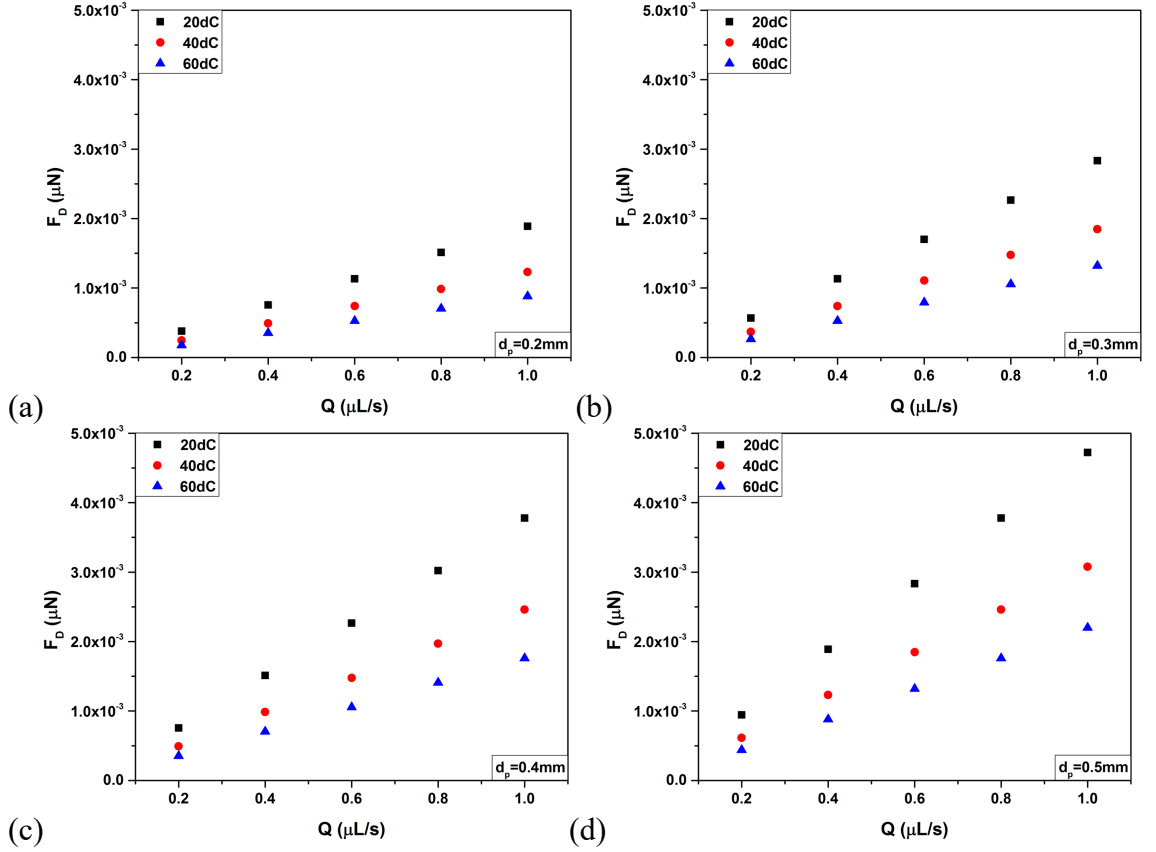 5.0x10⁻³
4.0x10⁻³
3.0x10⁻³
2.0x10⁻³
1.0x10⁻³
0.0
F_D (μN)
20dC
40dC
60dC
d_p=0.2mm
0.2 0.4 0.6 0.8 1.0
Q (μL/s)
(a)
5.0x10⁻³
4.0x10⁻³
3.0x10⁻³
2.0x10⁻³
1.0x10⁻³
0.0
F_D (μN)
20dC
40dC
60dC
d_p=0.3mm
0.2 0.4 0.6 0.8 1.0
Q (μL/s)
(b)
5.0x10⁻³
4.0x10⁻³
3.0x10⁻³
2.0x10⁻³
1.0x10⁻³
0.0
F_D (μN)
20dC
40dC
60dC
d_p=0.4mm
0.2 0.4 0.6 0.8 1.0
Q (μL/s)
(c)
5.0x10⁻³
4.0x10⁻³
3.0x10⁻³
2.0x10⁻³
1.0x10⁻³
0.0
F_D (μN)
20dC
40dC
60dC
d_p=0.5mm
0.2 0.4 0.6 0.8 1.0
Q (μL/s)
(d)